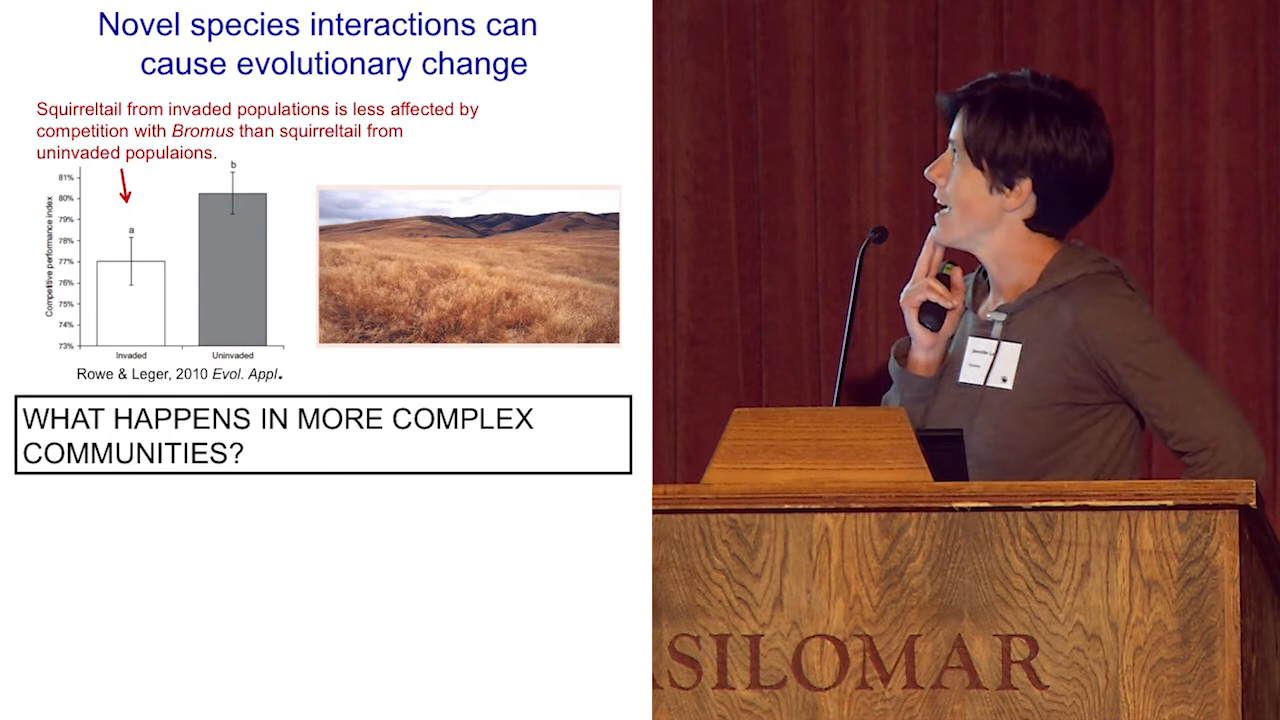 Novel species interactions can
cause evolutionary change
Squirreltail from invaded populations is less affected by
competition with Bromus than squirreltail from
uninvaded populaions.
b
81%
80%
79%
78%
77%
76%
75%
74%
73%
a
Competitive performance index
Invaded Uninvaded
Rowe & Leger, 2010 Evol. Appl.
WHAT HAPPENS IN MORE COMPLEX
COMMUNITIES?
SILOMAR